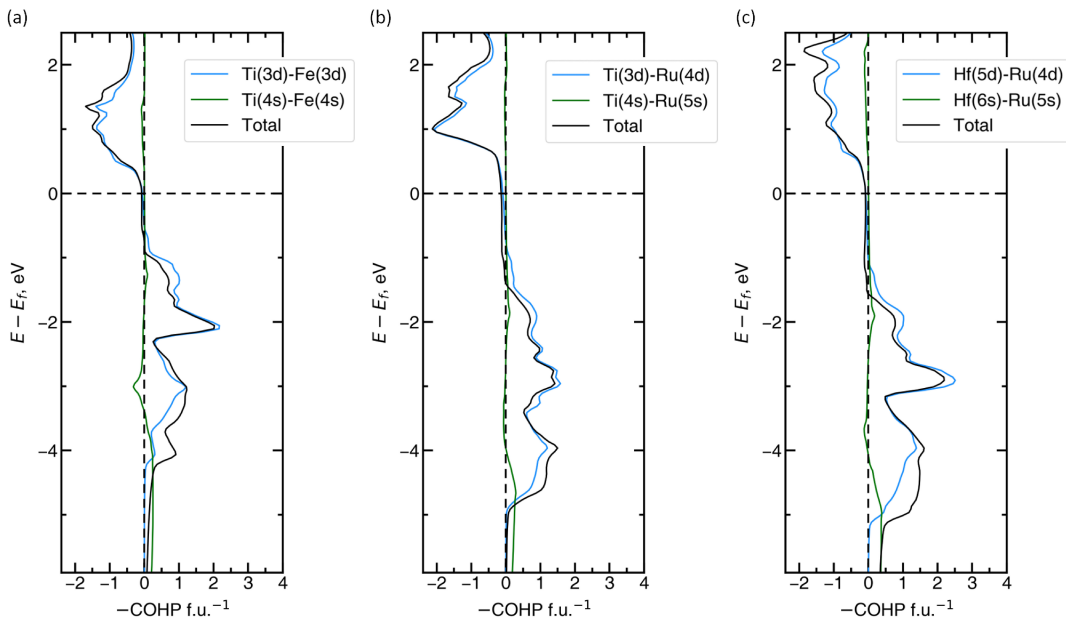 (a)
(b)
(c)
2
0
−2
−4
E − E_f, eV
−2 −1 0 1 2 3 4
−COHP f.u.⁻¹
Ti(3d)-Fe(3d)
Ti(4s)-Fe(4s)
Total
2
0
−2
−4
E − E_f, eV
−2 −1 0 1 2 3 4
−COHP f.u.⁻¹
Ti(3d)-Ru(4d)
Ti(4s)-Ru(5s)
Total
2
0
−2
−4
E − E_f, eV
−2 −1 0 1 2 3 4
−COHP f.u.⁻¹
Hf(5d)-Ru(4d)
Hf(6s)-Ru(5s)
Total